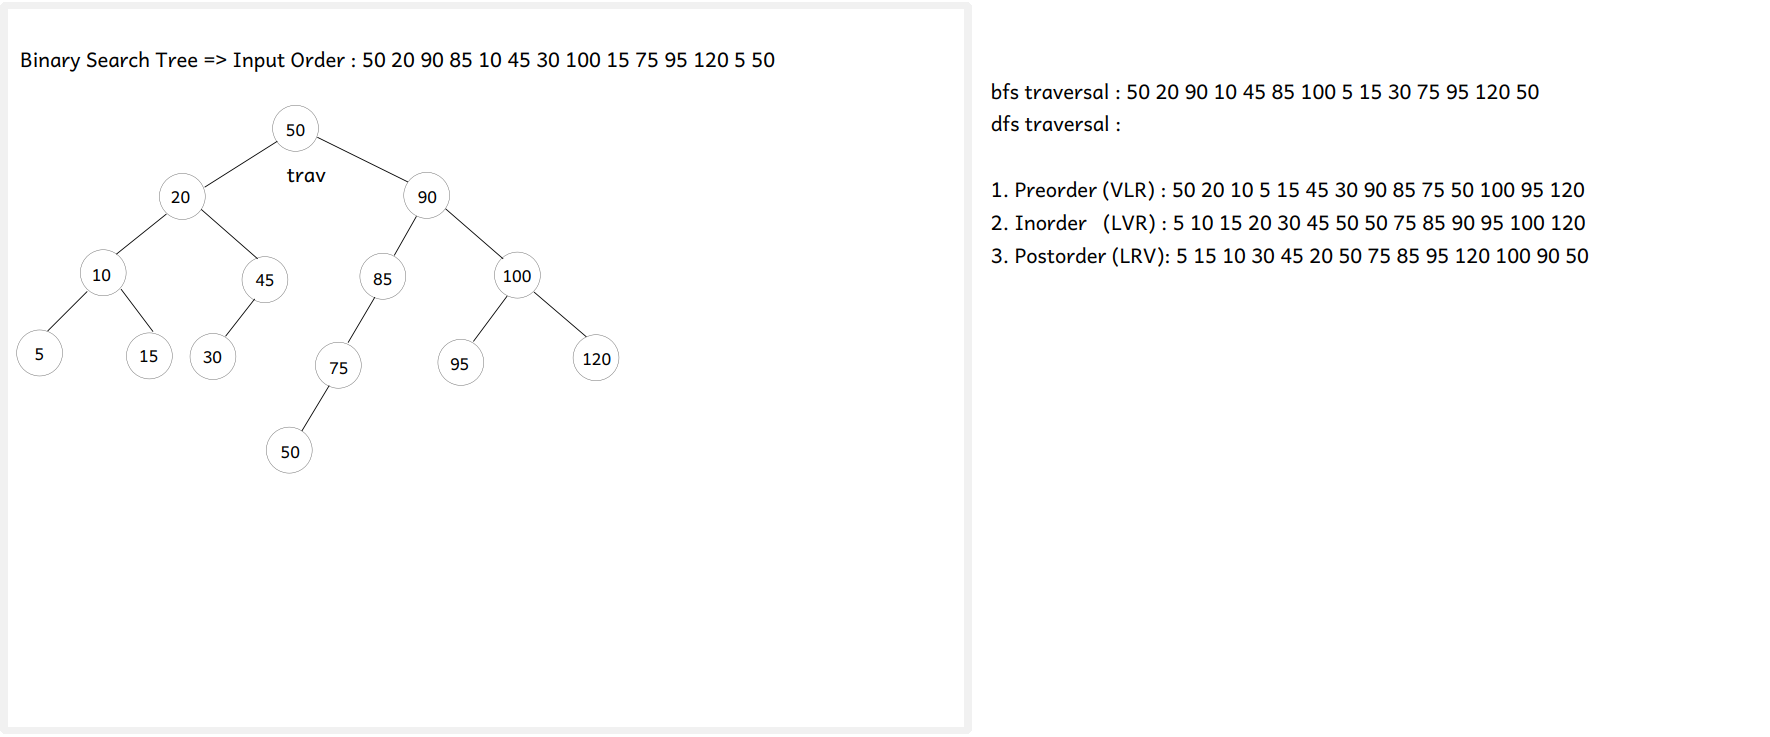 Binary Search Tree => Input Order : 50 20 90 85 10 45 30 100 15 75 95 120 5 50
50
trav
20
90
10
45
85
100
5
15
30
75
95
120
50
bfs traversal : 50 20 90 10 45 85 100 5 15 30 75 95 120 50
dfs traversal :
1. Preorder (VLR) : 50 20 10 5 15 45 30 90 85 75 50 100 95 120
2. Inorder (LVR) : 5 10 15 20 30 45 50 50 75 85 90 95 100 120
3. Postorder (LRV): 5 15 10 30 45 20 50 75 85 95 120 100 90 50